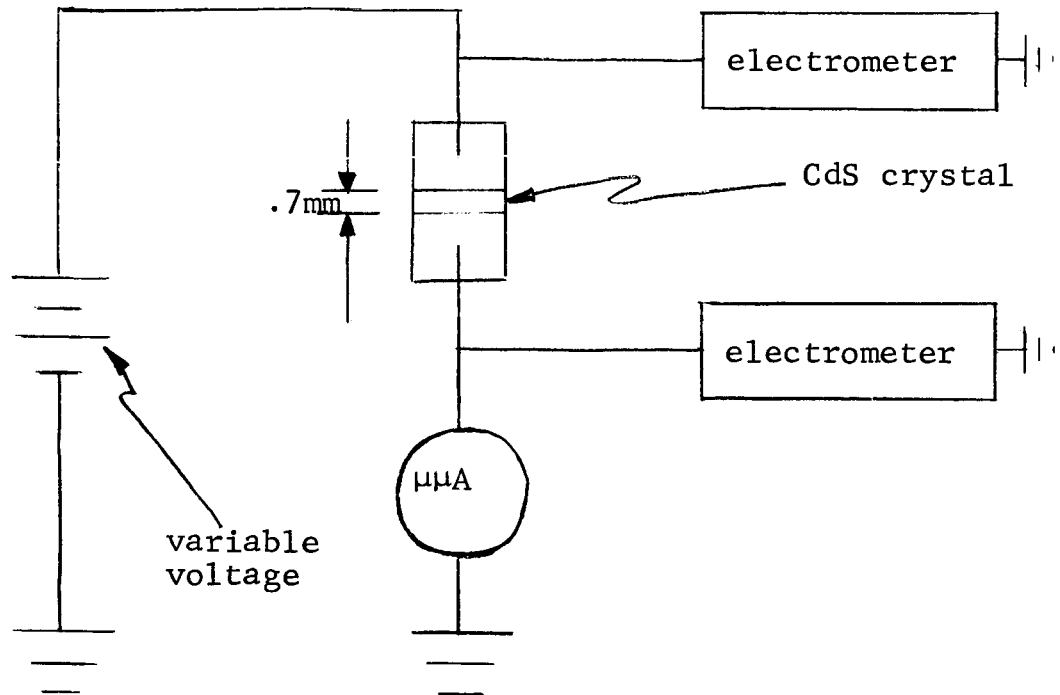 electrometer
CdS crystal
.7mm
electrometer
μμA
variable
voltage